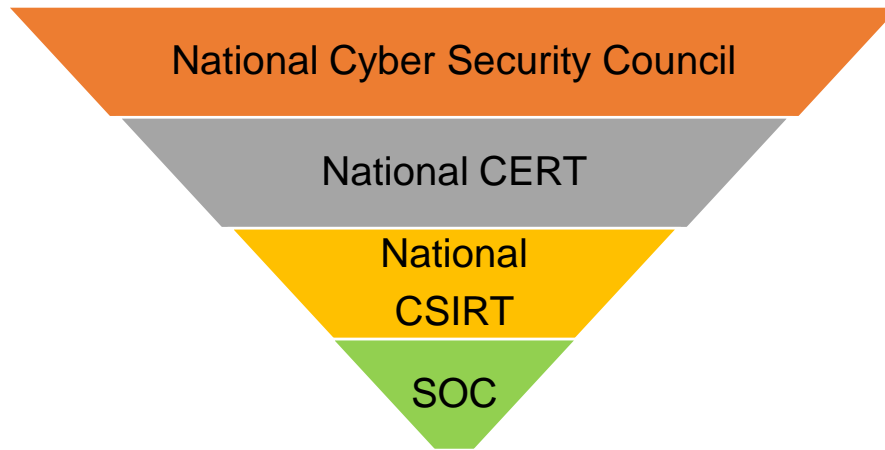 National Cyber Security Council
National CERT
National
CSIRT
SOC